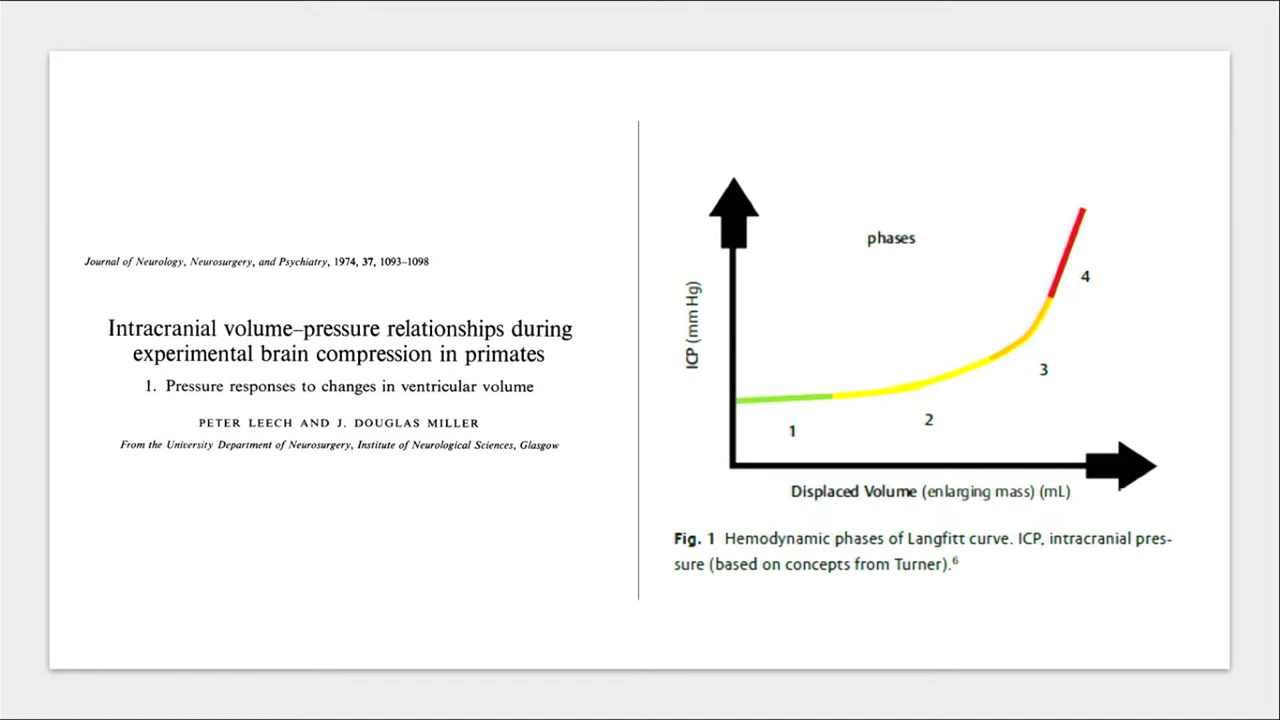 Journal of Neurology, Neurosurgery, and Psychiatry, 1974, 37, 1093–1098
Intracranial volume–pressure relationships during
experimental brain compression in primates
1. Pressure responses to changes in ventricular volume
PETER LEECH AND J. DOUGLAS MILLER
From the University Department of Neurosurgery, Institute of Neurological Sciences, Glasgow
phases
ICP (mm Hg)
4
3
2
1
Displaced Volume (enlarging mass) (mL)
Fig. 1 Hemodynamic phases of Langfitt curve. ICP, intracranial pres-
sure (based on concepts from Turner).⁶